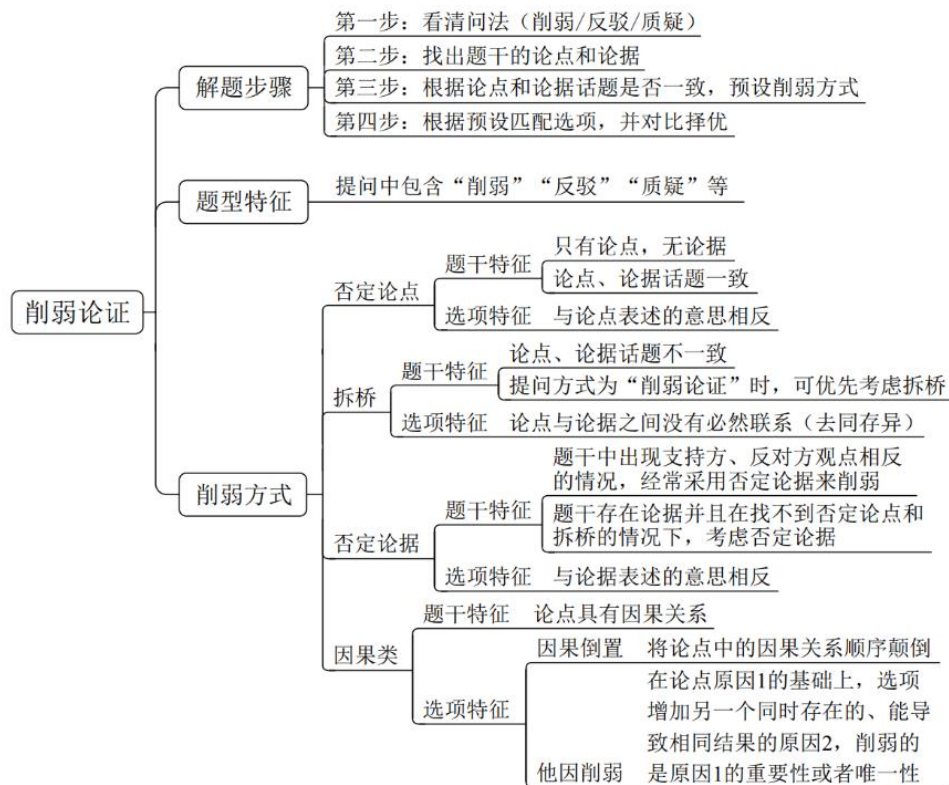 削弱论证
解题步骤
第一步：看清问法（削弱/反驳/质疑）
第二步：找出题干的论点和论据
第三步：根据论点和论据话题是否一致，预设削弱方式
第四步：根据预设匹配选项，并对比择优
题型特征
提问中包含“削弱”“反驳”“质疑”等
削弱方式
否定论点
题干特征
只有论点，无论据
论点、论据话题一致
选项特征
与论点表述的意思相反
拆桥
题干特征
论点、论据话题不一致
提问方式为“削弱论证”时，可优先考虑拆桥
选项特征
论点与论据之间没有必然联系（去同存异）
否定论据
题干特征
题干中出现支持方、反对方观点相反
的情况，经常采用否定论据来削弱
题干存在论据并且在找不到否定论点和
拆桥的情况下，考虑否定论据
选项特征
与论据表述的意思相反
因果类
题干特征
论点具有因果关系
选项特征
因果倒置
将论点中的因果关系顺序颠倒
他因削弱
在论点原因1的基础上，选项
增加另一个同时存在的、能导
致相同结果的原因2，削弱的
是原因1的重要性或者唯一性